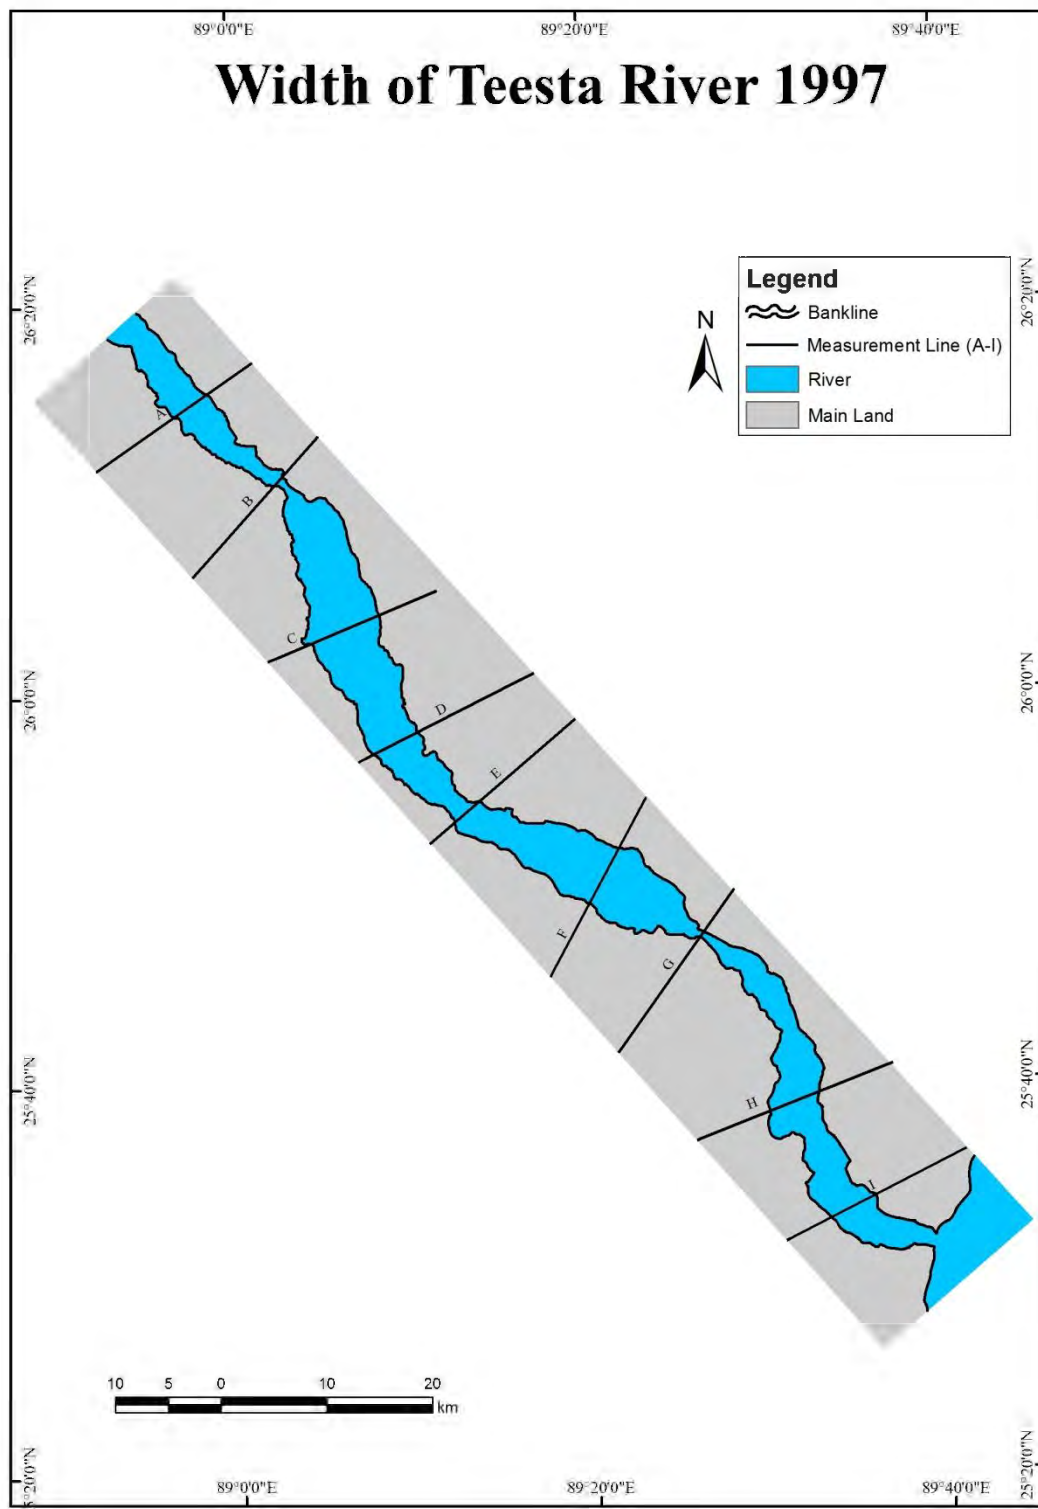 89°0'0"E 89°20'0"E 89°40'0"E
Width of Teesta River 1997
26°20'0"N
26°20'0"N
Legend
Bankline
Measurement Line (A-I)
River
Main Land
N
A
B
C
D
E
F
G
H
I
26°0'0"N
26°0'0"N
25°40'0"N
25°40'0"N
10 5 0 10 20
km
5°20'0"N
25°20'0"N
89°0'0"E 89°20'0"E 89°40'0"E